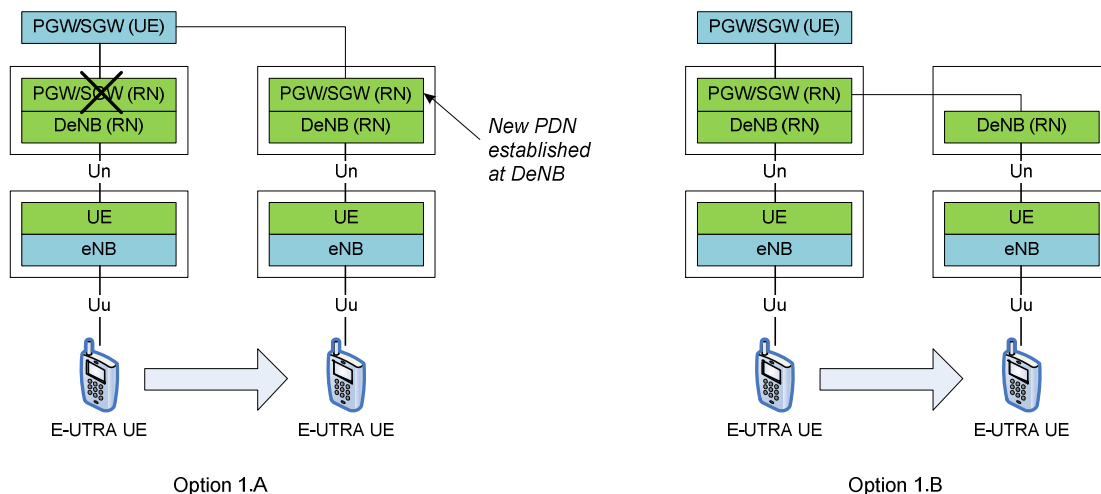 PGW/SGW (UE)
PGW/SGW (RN)
DeNB (RN)
Un
UE
eNB
Uu
E-UTRA UE
PGW/SGW (RN)
DeNB (RN)
Un
UE
eNB
Uu
E-UTRA UE
New PDN
established
at DeNB
Option 1.A
PGW/SGW (UE)
PGW/SGW (RN)
DeNB (RN)
Un
UE
eNB
Uu
E-UTRA UE
DeNB (RN)
Un
UE
eNB
Uu
E-UTRA UE
Option 1.B